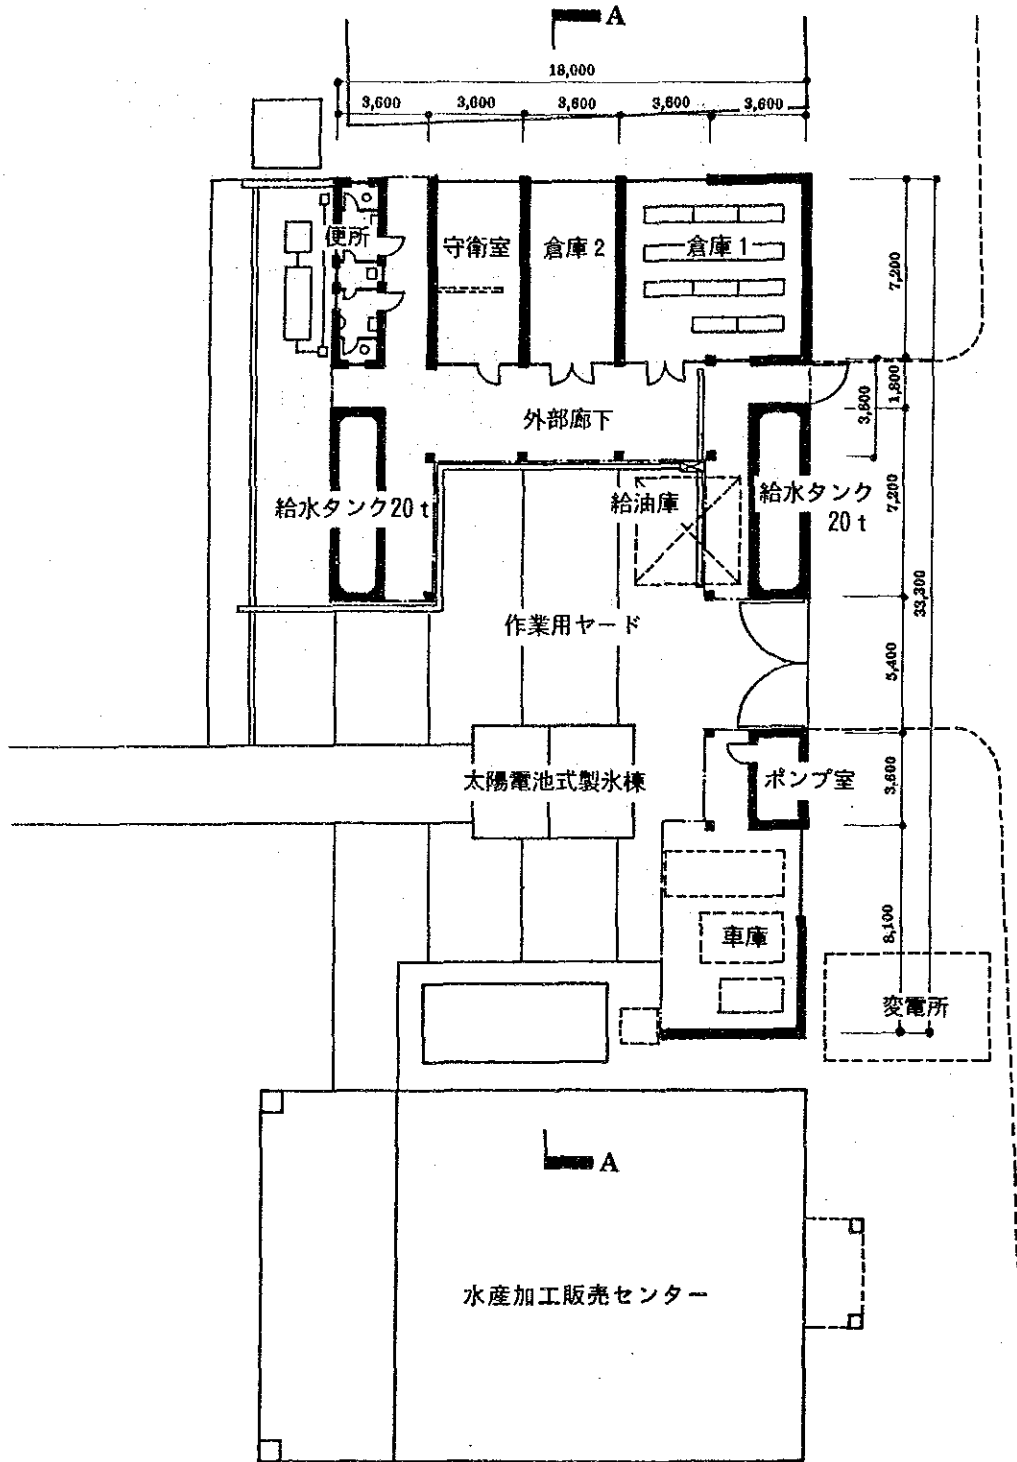 A
18,000
3,600 3,600 3,600 3,600 3,600
便所
守衛室
倉庫2
倉庫1
7,200
1,800
3,600
外部廊下
給水タンク20t
給油庫
給水タンク
20t
7,200
33,300
作業用ヤード
5,400
太陽電池式製氷棟
ポンプ室
3,600
車庫
8,100
変電所
A
水産加工販売センター